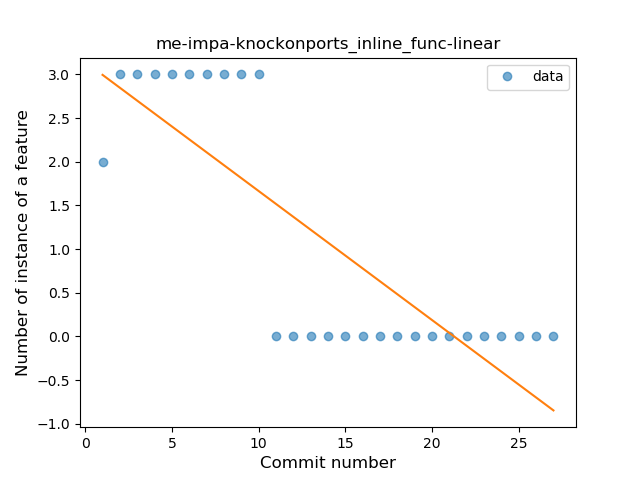 me-impa-knockonports_inline_func-linear
data
Number of instance of a feature
3.0
2.5
2.0
1.5
1.0
0.5
0.0
−0.5
−1.0
0 5 10 15 20 25
Commit number